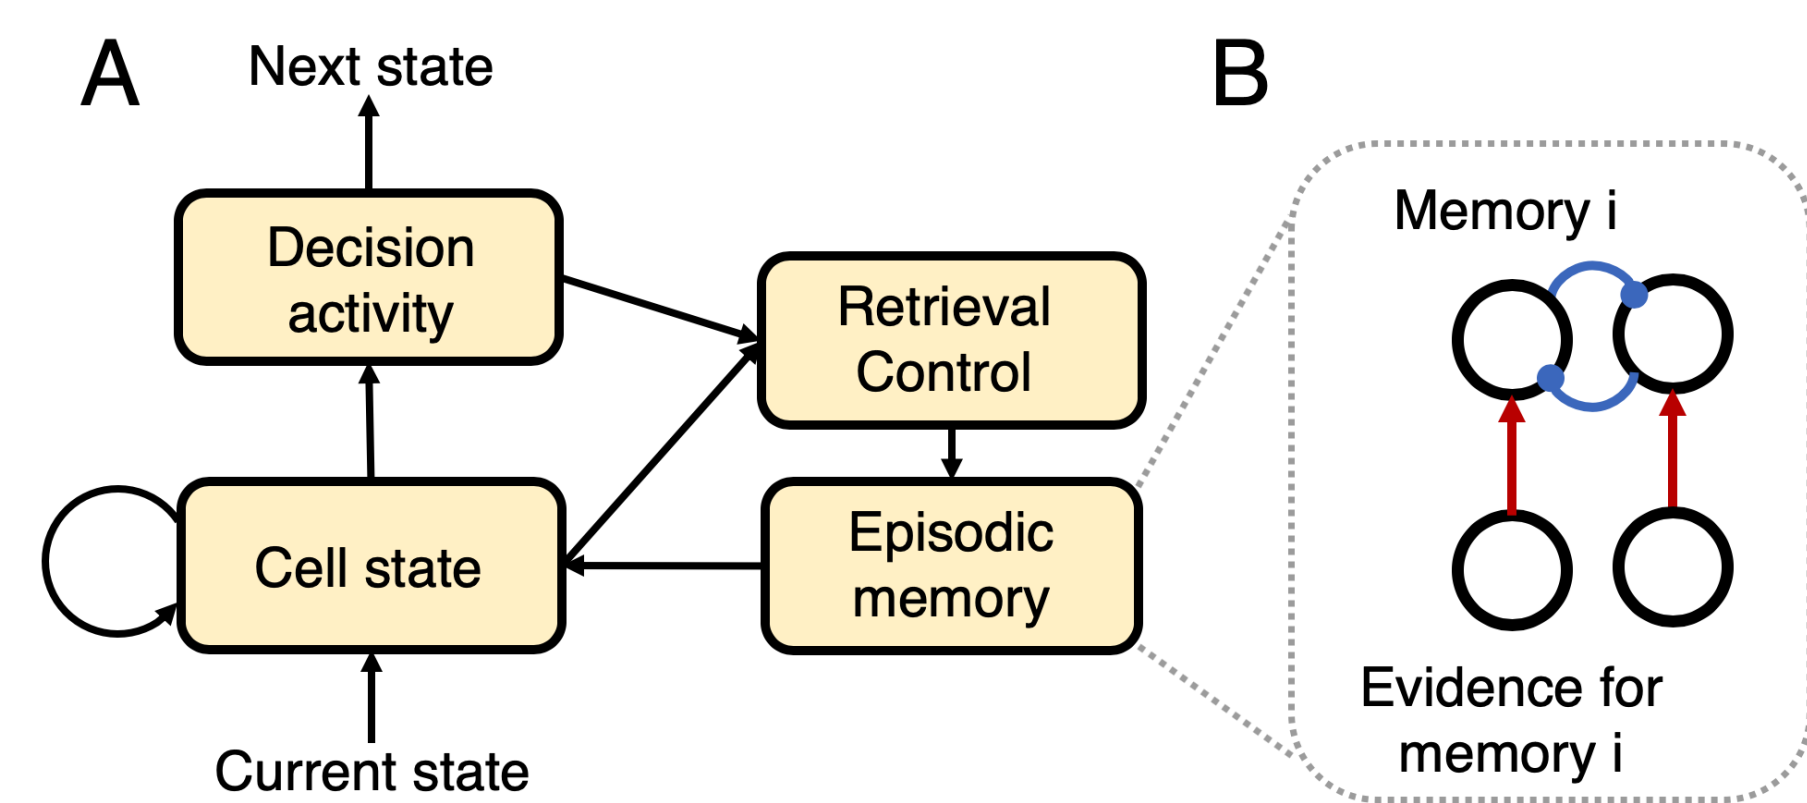 A
Next state
B
Decision
activity
Retrieval
Control
Cell state
Episodic
memory
Current state
Memory i
Evidence for
memory i